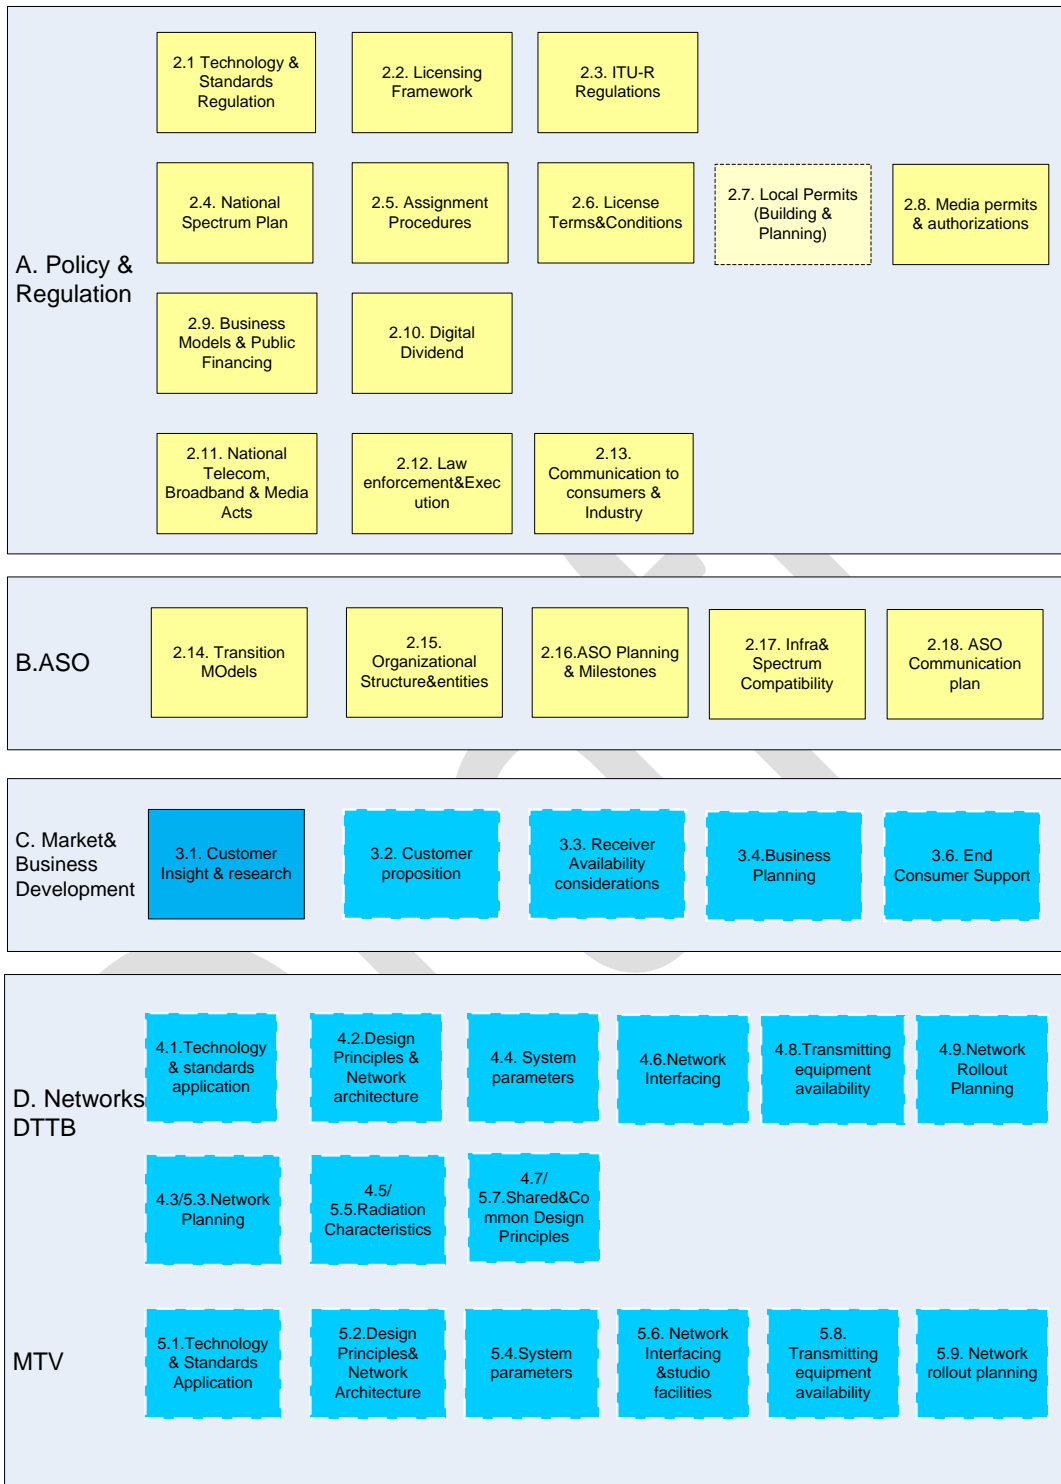 2.1 Technology &
Standards
Regulation
2.2. Licensing
Framework
2.3. ITU-R
Regulations
2.4. National
Spectrum Plan
2.5. Assignment
Procedures
2.6. License
Terms&Conditions
2.7. Local Permits
(Building &
Planning)
2.8. Media permits
& authorizations
A. Policy &
Regulation
2.9. Business
Models & Public
Financing
2.10. Digital
Dividend
2.11. National
Telecom,
Broadband & Media
Acts
2.12. Law
enforcement&Exec
ution
2.13.
Communication to
consumers &
Industry
B.ASO
2.14. Transition
MOdels
2.15.
Organizational
Structure&entities
2.16.ASO Planning
& Milestones
2.17. Infra&
Spectrum
Compatibility
2.18. ASO
Communication
plan
C. Market&
Business
Development
3.1. Customer
Insight & research
3.2. Customer
proposition
3.3. Receiver
Availability
considerations
3.4.Business
Planning
3.6. End
Consumer Support
D. Networks
DTTB
4.1.Technology
& standards
application
4.2.Design
Principles &
Network
architecture
4.4. System
parameters
4.6.Network
Interfacing
4.8.Transmitting
equipment
availability
4.9.Network
Rollout
Planning
4.3/5.3.Network
Planning
4.5/
5.5.Radiation
Characteristics
4.7/
5.7.Shared&Co
mmon Design
Principles
MTV
5.1.Technology
& Standards
Application
5.2.Design
Principles&
Network
Architecture
5.4.System
parameters
5.6. Network
Interfacing
&studio
facilities
5.8.
Transmitting
equipment
availability
5.9. Network
rollout planning